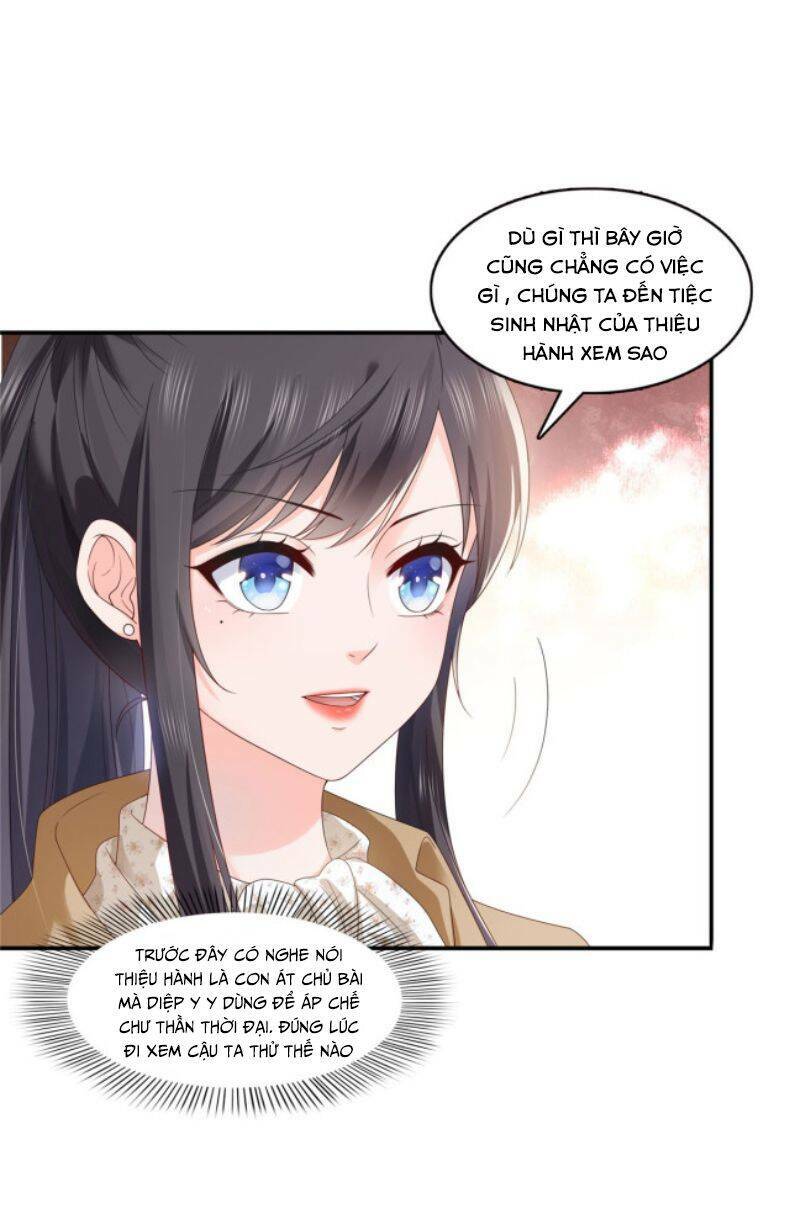 DÙ GÌ THÌ BÂY GIỜ
CŨNG CHẲNG CÓ VIỆC
GÌ , CHÚNG TA ĐẾN TIỆC
SINH NHẬT CỦA THIỆU
HÀNH XEM SAO
TRƯỚC ĐÂY CÓ NGHE NÓI
THIỆU HÀNH LÀ CON ÁT CHỦ BÀI
MÀ DIỆP Y Y DÙNG ĐỂ ÁP CHẾ
CHƯ THẦN THỜI ĐẠI. ĐÚNG LÚC
ĐI XEM CẬU TA THỬ THẾ NÀO